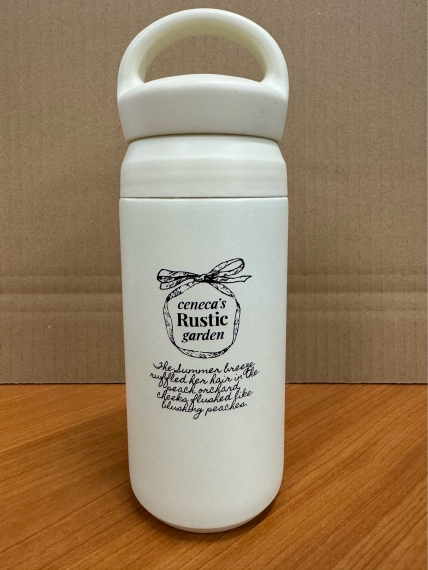 ceneca's
Rustic
garden
The Summer breeze
ruffled her hair in the
peach orchard
cheeks flushed like
blushing peaches.